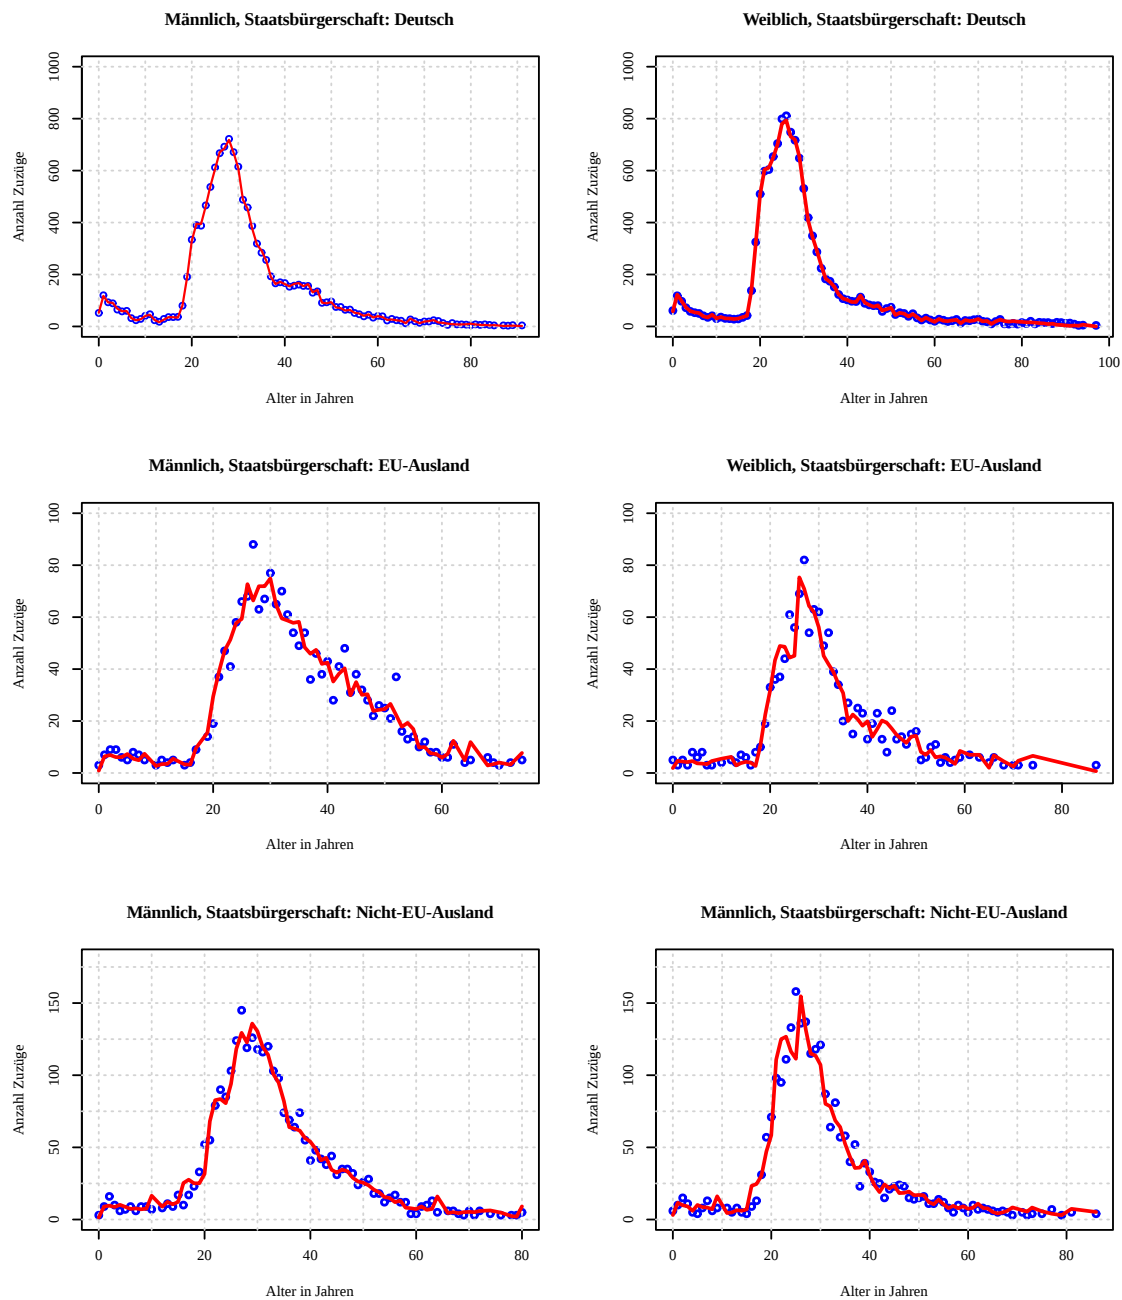 Männlich, Staatsbürgerschaft: Deutsch
Anzahl Zuzüge
0 200 400 600 800 1000
0 20 40 60 80
Alter in Jahren
Weiblich, Staatsbürgerschaft: Deutsch
Anzahl Zuzüge
0 200 400 600 800 1000
0 20 40 60 80 100
Alter in Jahren
Männlich, Staatsbürgerschaft: EU-Ausland
Anzahl Zuzüge
0 20 40 60 80 100
0 20 40 60
Alter in Jahren
Weiblich, Staatsbürgerschaft: EU-Ausland
Anzahl Zuzüge
0 20 40 60 80 100
0 20 40 60 80
Alter in Jahren
Männlich, Staatsbürgerschaft: Nicht-EU-Ausland
Anzahl Zuzüge
0 50 100 150
0 20 40 60 80
Alter in Jahren
Männlich, Staatsbürgerschaft: Nicht-EU-Ausland
Anzahl Zuzüge
0 50 100 150
0 20 40 60 80
Alter in Jahren